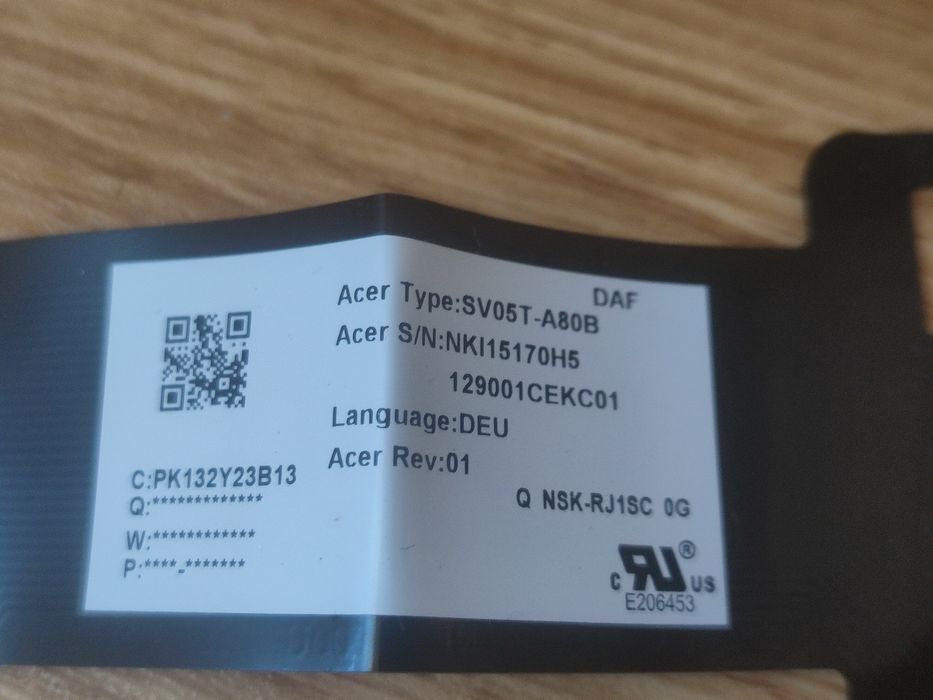 DAF
Acer Type:SV05T-A80B
Acer S/N:NKI15170H5
129001CEKC01
Language:DEU
Acer Rev:01
C:PK132Y23B13
Q:*************
W:************
P:****-*******
Q NSK-RJ1SC 0G
c RU ® US
E206453